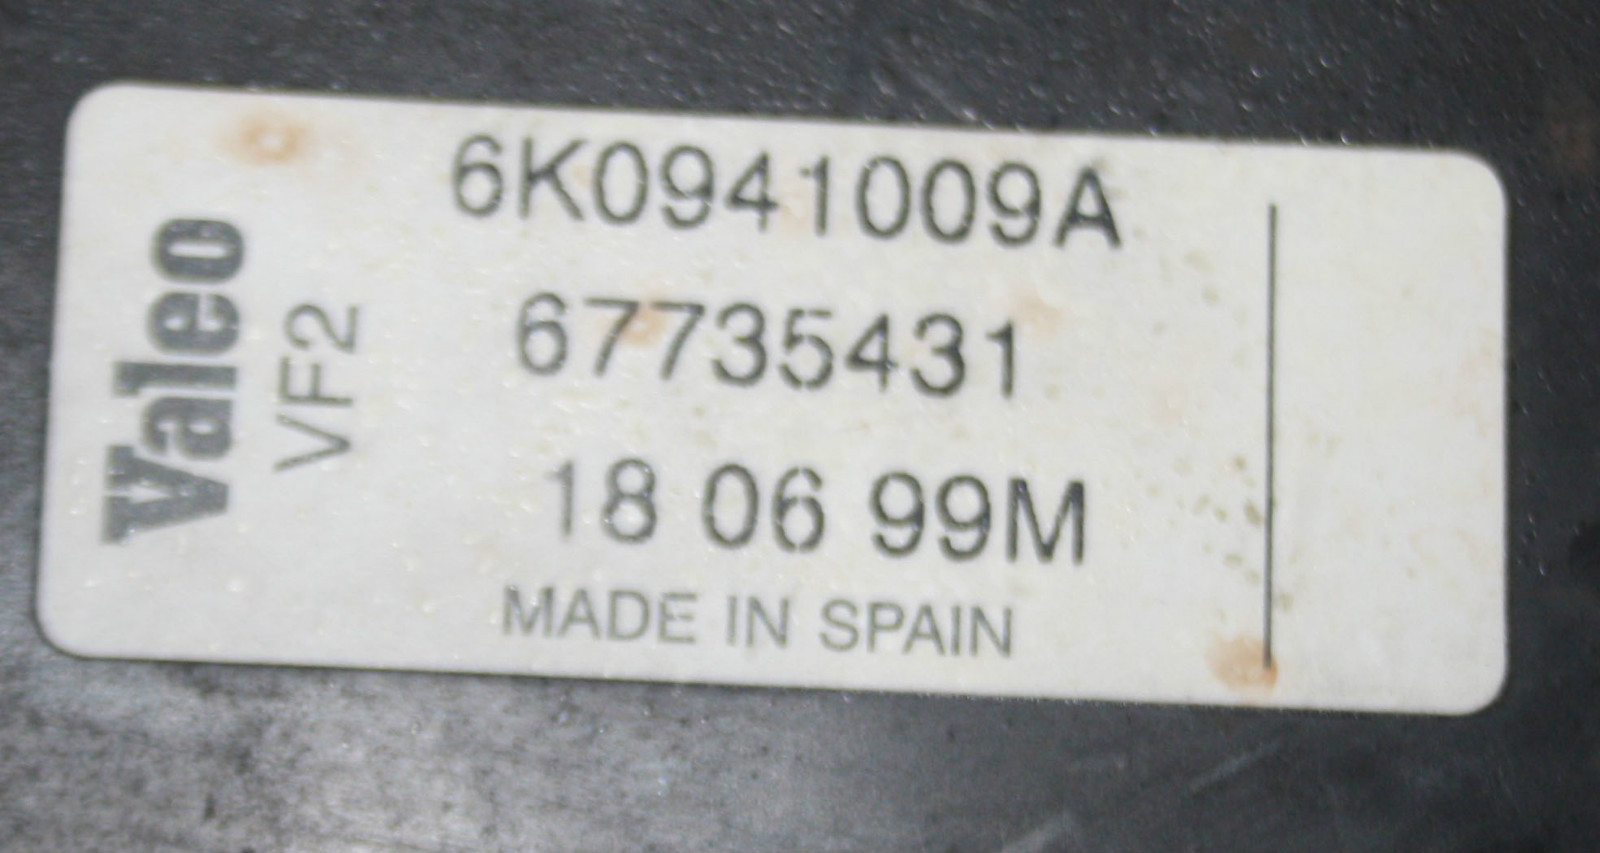 Valeo
VF2
6K0941009A
67735431
18 06 99M
MADE IN SPAIN